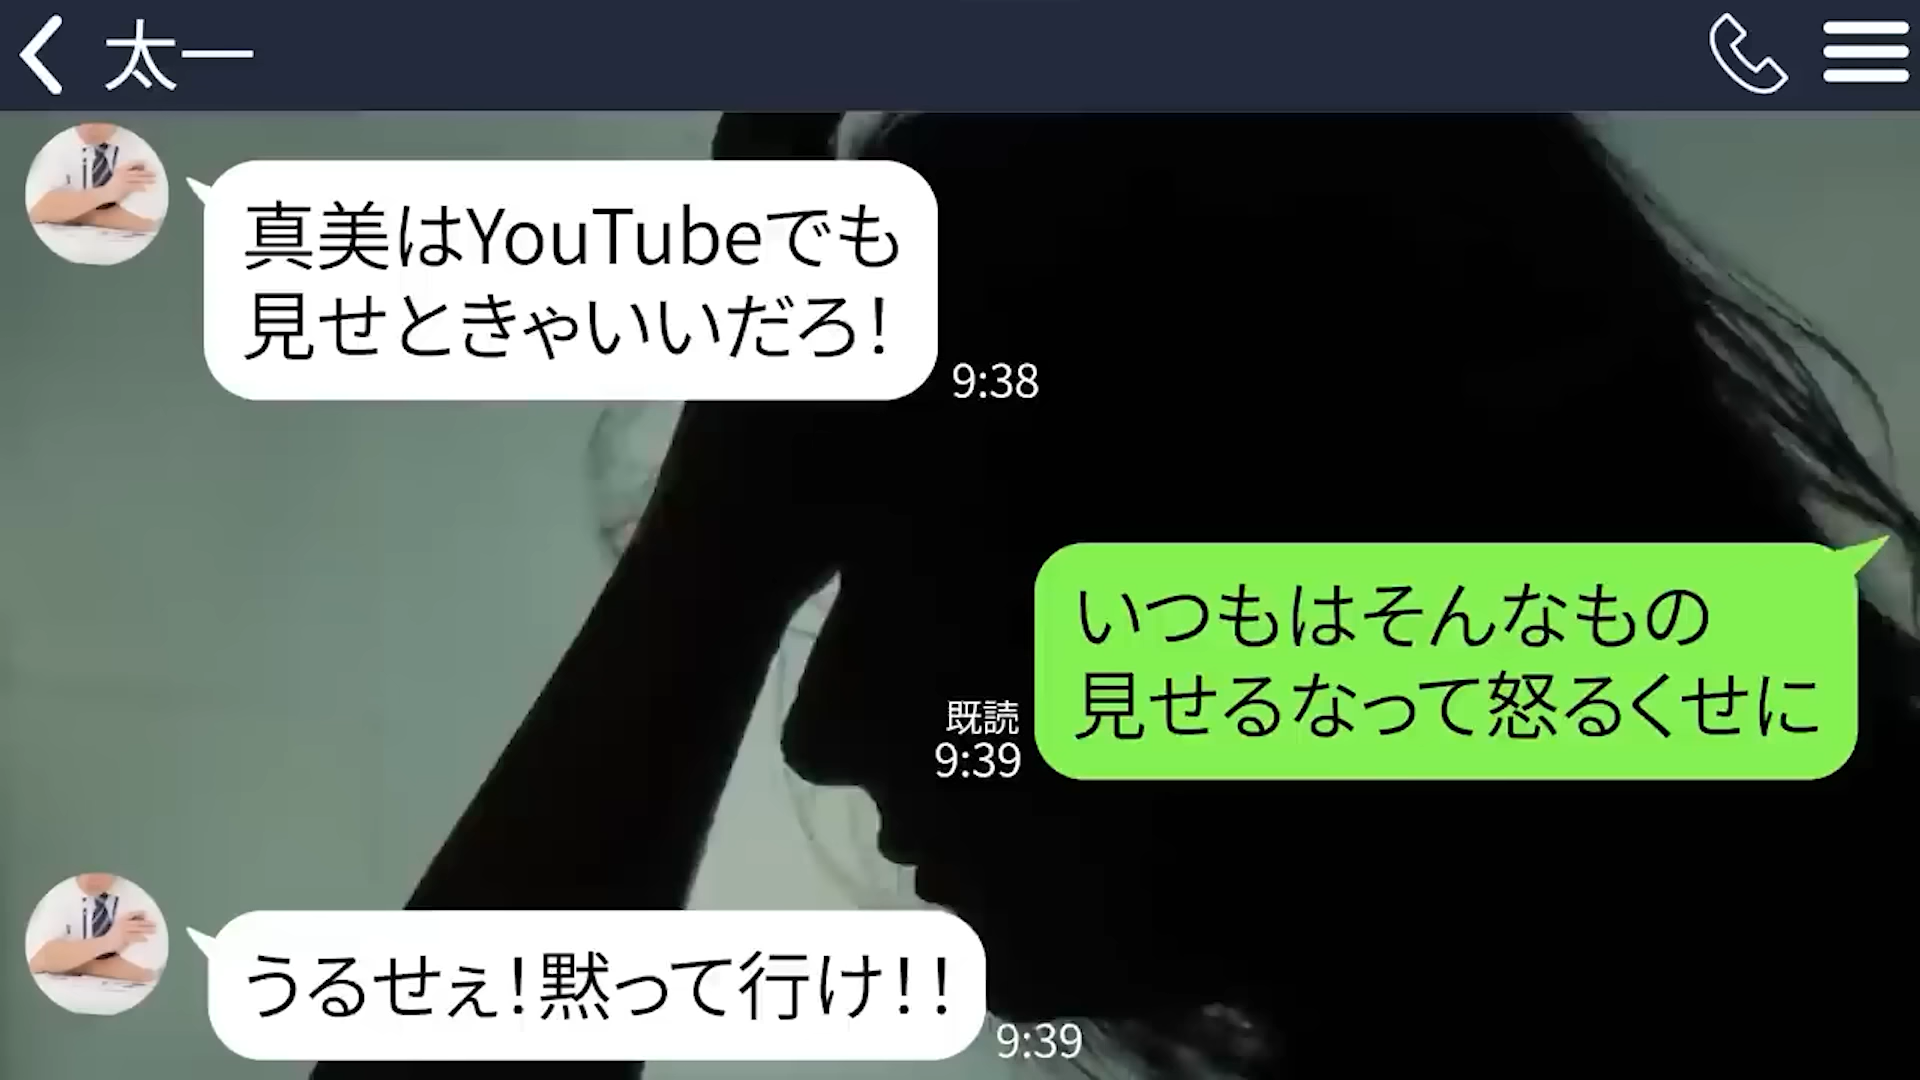 太一
真美はYouTubeでも
見せときゃいいだろ！
9:38
いつもはそんなもの
見せるなって怒るくせに
既読
9:39
うるせぇ！黙って行け！！
9:39